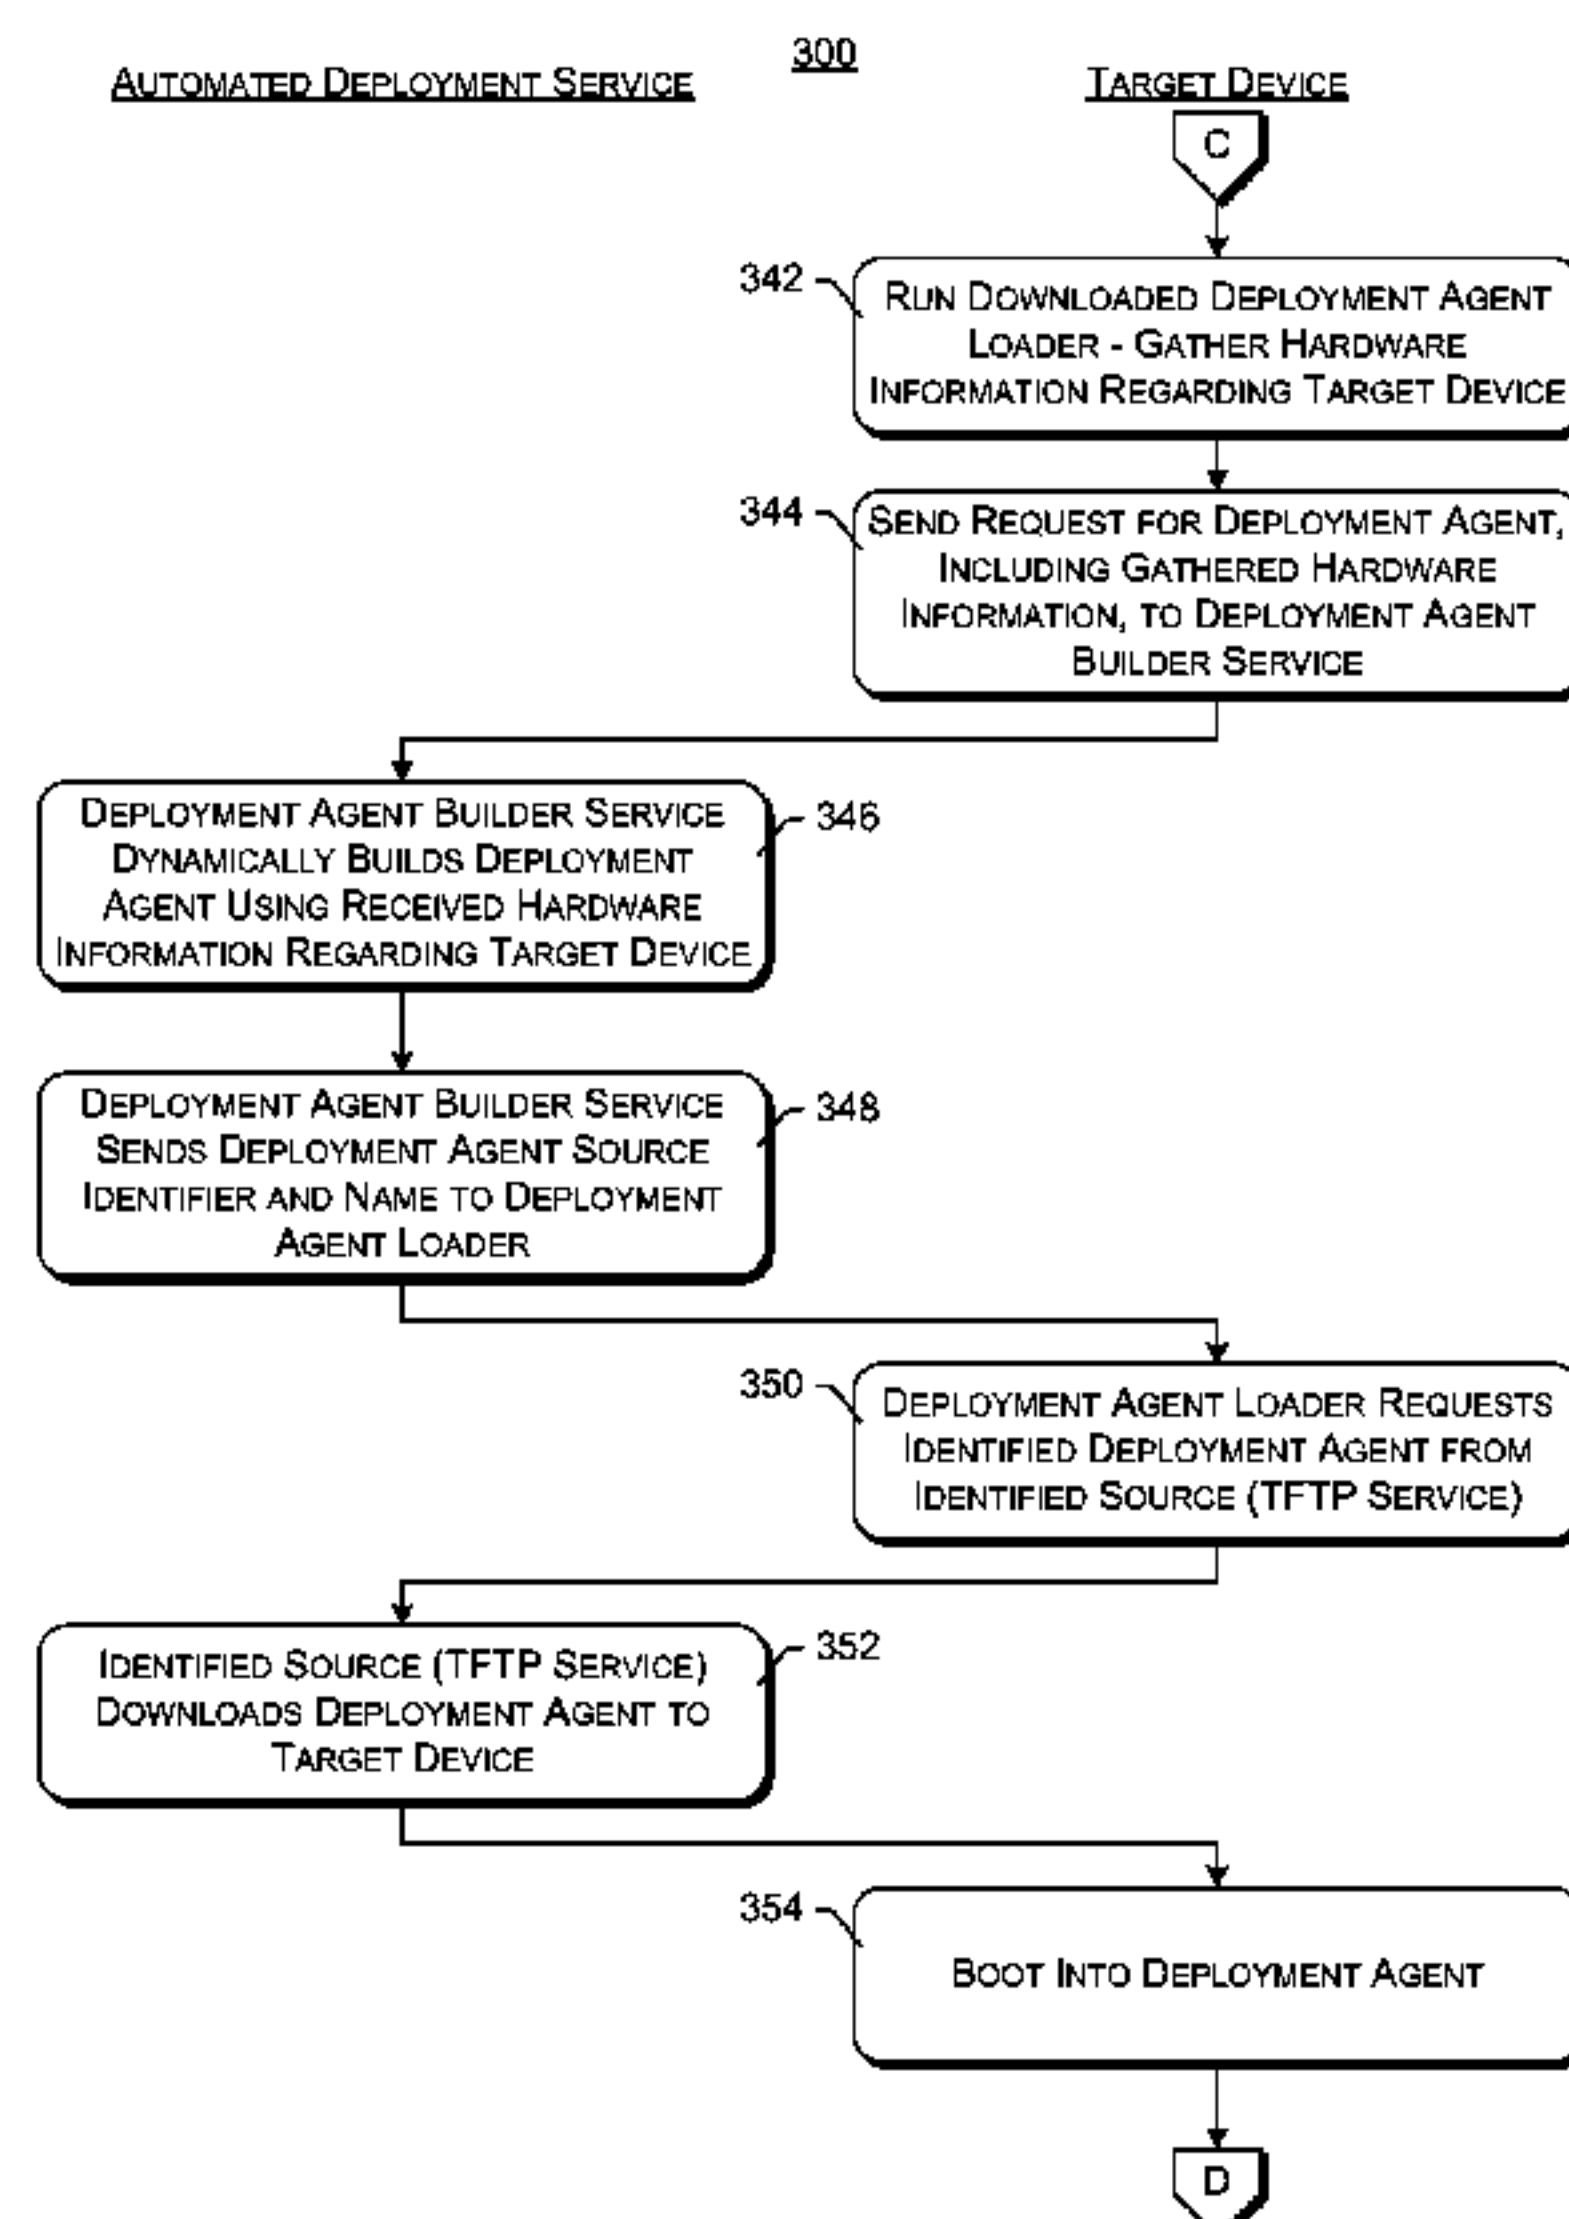 300
AUTOMATED DEPLOYMENT SERVICE
TARGET DEVICE
C
342
RUN DOWNLOADED DEPLOYMENT AGENT
LOADER - GATHER HARDWARE
INFORMATION REGARDING TARGET DEVICE
344
SEND REQUEST FOR DEPLOYMENT AGENT,
INCLUDING GATHERED HARDWARE
INFORMATION, TO DEPLOYMENT AGENT
BUILDER SERVICE
346
DEPLOYMENT AGENT BUILDER SERVICE
DYNAMICALLY BUILDS DEPLOYMENT
AGENT USING RECEIVED HARDWARE
INFORMATION REGARDING TARGET DEVICE
348
DEPLOYMENT AGENT BUILDER SERVICE
SENDS DEPLOYMENT AGENT SOURCE
IDENTIFIER AND NAME TO DEPLOYMENT
AGENT LOADER
350
DEPLOYMENT AGENT LOADER REQUESTS
IDENTIFIED DEPLOYMENT AGENT FROM
IDENTIFIED SOURCE (TFTP SERVICE)
352
IDENTIFIED SOURCE (TFTP SERVICE)
DOWNLOADS DEPLOYMENT AGENT TO
TARGET DEVICE
354
BOOT INTO DEPLOYMENT AGENT
D